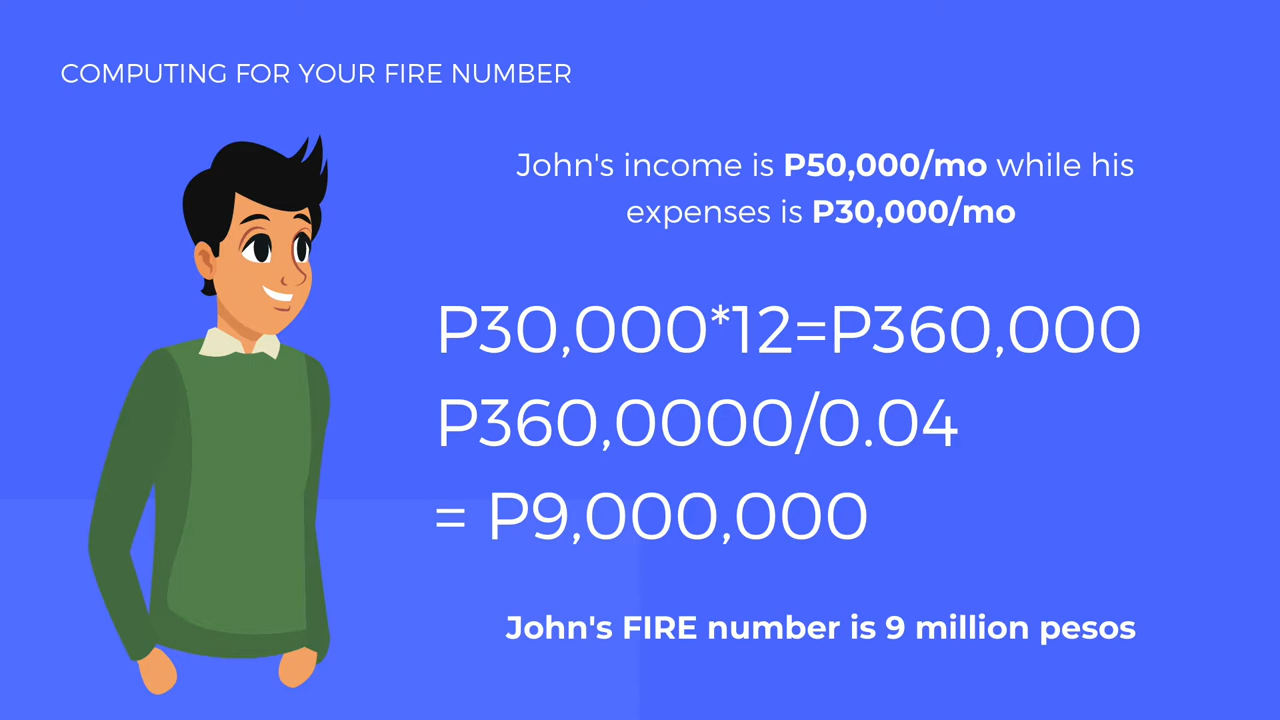 COMPUTING FOR YOUR FIRE NUMBER
John's income is P50,000/mo while his
expenses is P30,000/mo
P30,000*12=P360,000
P360,0000/0.04
= P9,000,000
John's FIRE number is 9 million pesos